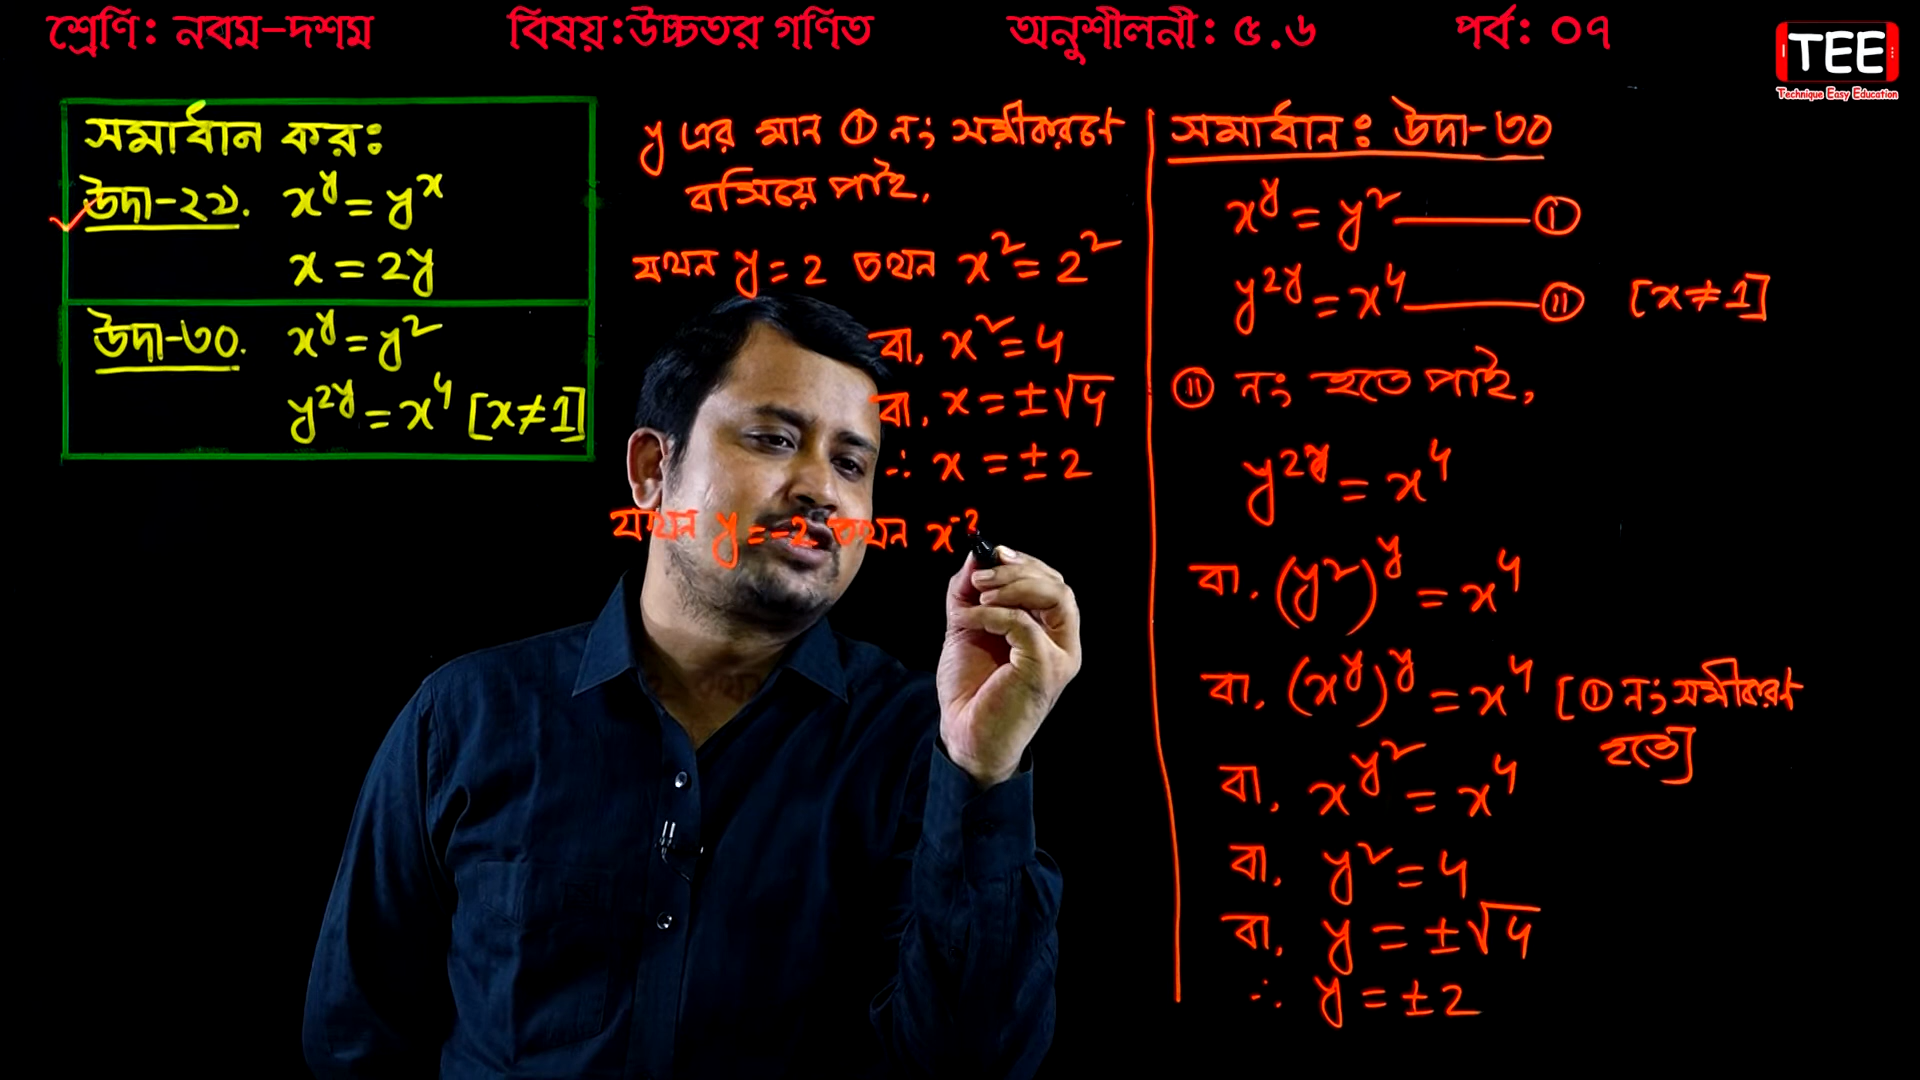 শ্রেণি: নবম-দশম বিষয়:উচ্চতর গণিত অনুশীলনী: ৫.৬ পর্ব: ০৭
TEE
Technique Easy Education
সমাধান কর:
উদা-২৯. x^y = y^x
x = 2y
উদা-৩০. x^y = y^2
y^2y = x^4 [x≠1]
y এর মান ① নং সমীকরণে
বসিয়ে পাই,
যখন y = 2 তখন x^2 = 2^2
বা, x^2 = 4
বা, x = ±√4
∴ x = ±2
যখন y = -2 তখন x^-2
সমাধান: উদা-৩০
x^y = y^2 ——— ⓘ
y^2y = x^4 ——— ⓘⓘ [x≠1]
ⓘⓘ নং হতে পাই,
y^2y = x^4
বা, (y^2)^y = x^4
বা, (x^y)^y = x^4 [① নং সমীকরণ
হতে]
বা, x^y^2 = x^4
বা, y^2 = 4
বা, y = ±√4
∴ y = ±2